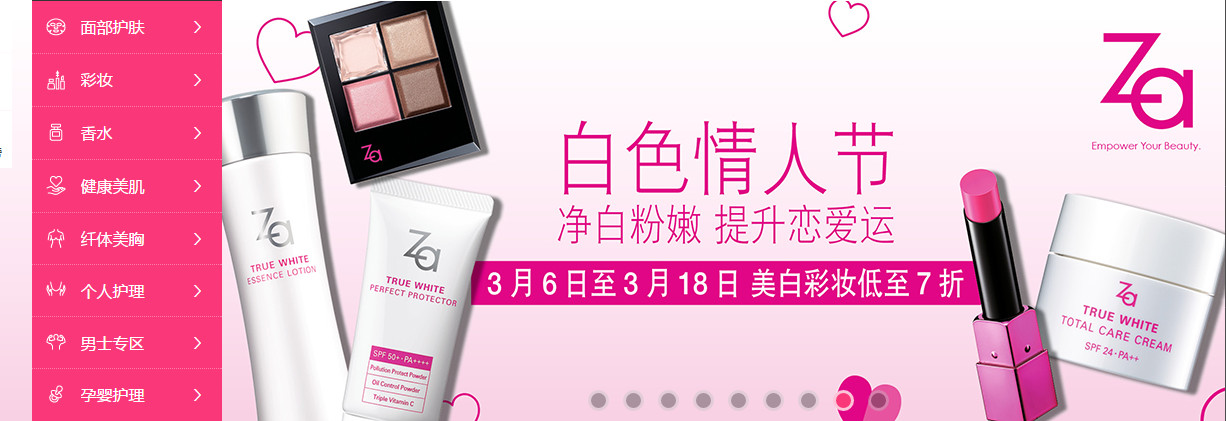 面部护肤
彩妆
香水
健康美肌
纤体美胸
个人护理
男士专区
孕婴护理
Za
TRUE WHITE
ESSENCE LOTION
Za
Za
TRUE WHITE
PERFECT PROTECTOR
SPF 50+・PA++++
Pollution Protect Powder
Oil Control Powder
Triple Vitamin C
白色情人节
净白粉嫩 提升恋爱运
3月6日至3月18日 美白彩妆低至7折
Za
Empower Your Beauty.
Za
TRUE WHITE
TOTAL CARE CREAM
SPF 24・PA++